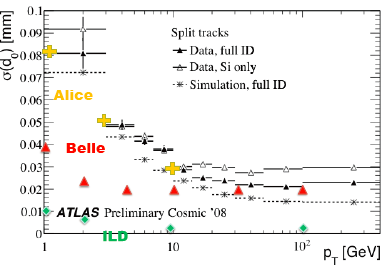 σ(d₀) [mm]
0.1
0.09
0.08
0.07
0.06
0.05
0.04
0.03
0.02
0.01
0
Split tracks
Data, full ID
Data, Si only
Simulation, full ID
Alice
Belle
ATLAS Preliminary Cosmic '08
ILD
1 10 10²
p_T [GeV]